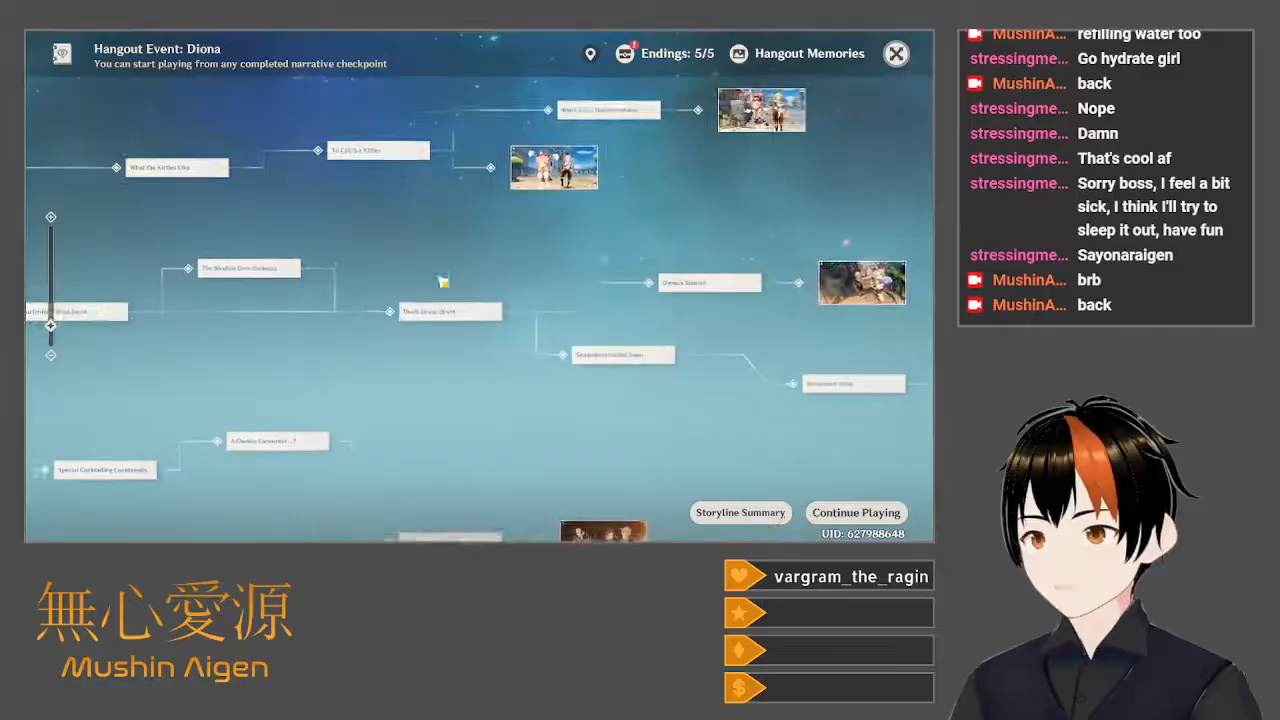 Hangout Event: Diona
You can start playing from any completed narrative checkpoint
Endings: 5/5
Hangout Memories
What the Kitties Like
To Catch a Kitten
Special Cocktailing Condiments
A Chance Encounter...?
Storyline Summary
Continue Playing
UID: 627988648
MushinA... refilling water too
stressingme... Go hydrate girl
MushinA... back
stressingme... Nope
stressingme... Damn
stressingme... That's cool af
stressingme... Sorry boss, I feel a bit
sick, I think I'll try to
sleep it out, have fun
stressingme... Sayonaraigen
MushinA... brb
MushinA... back
vargram_the_ragin
無心愛源
Mushin Aigen